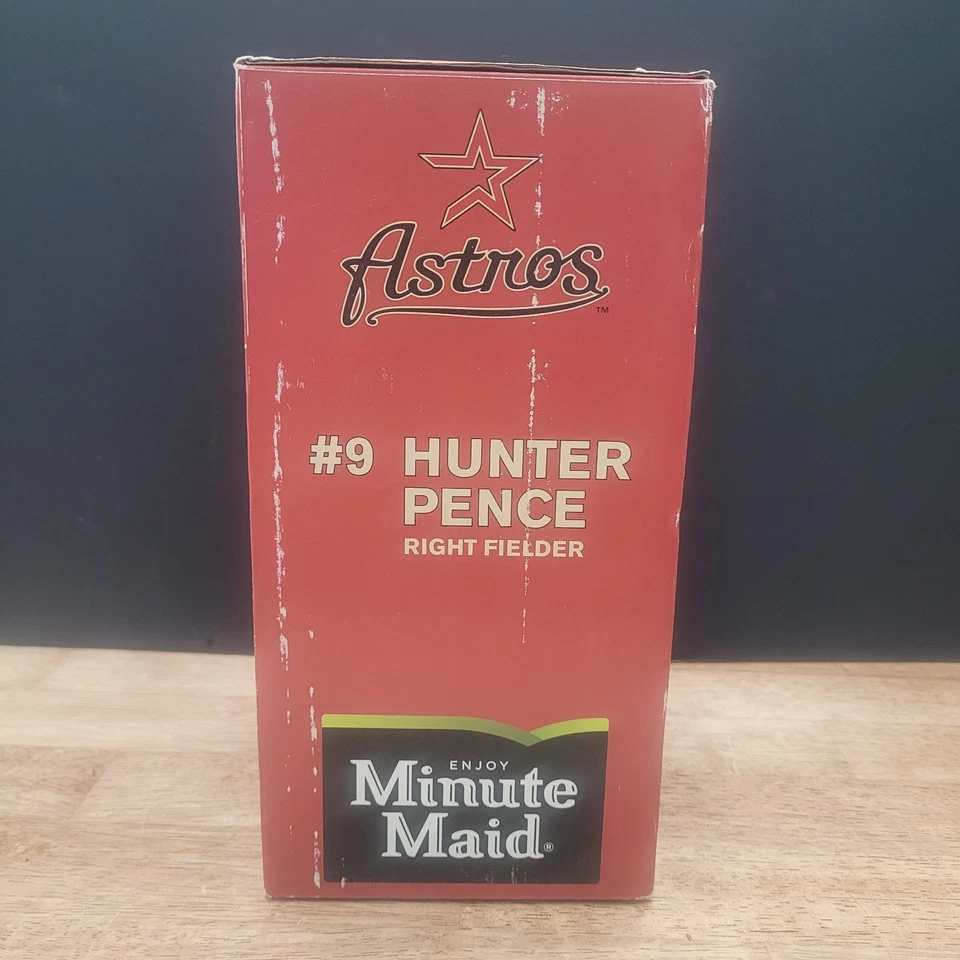 Astros
TM
#9 HUNTER
PENCE
RIGHT FIELDER
ENJOY
Minute
Maid®